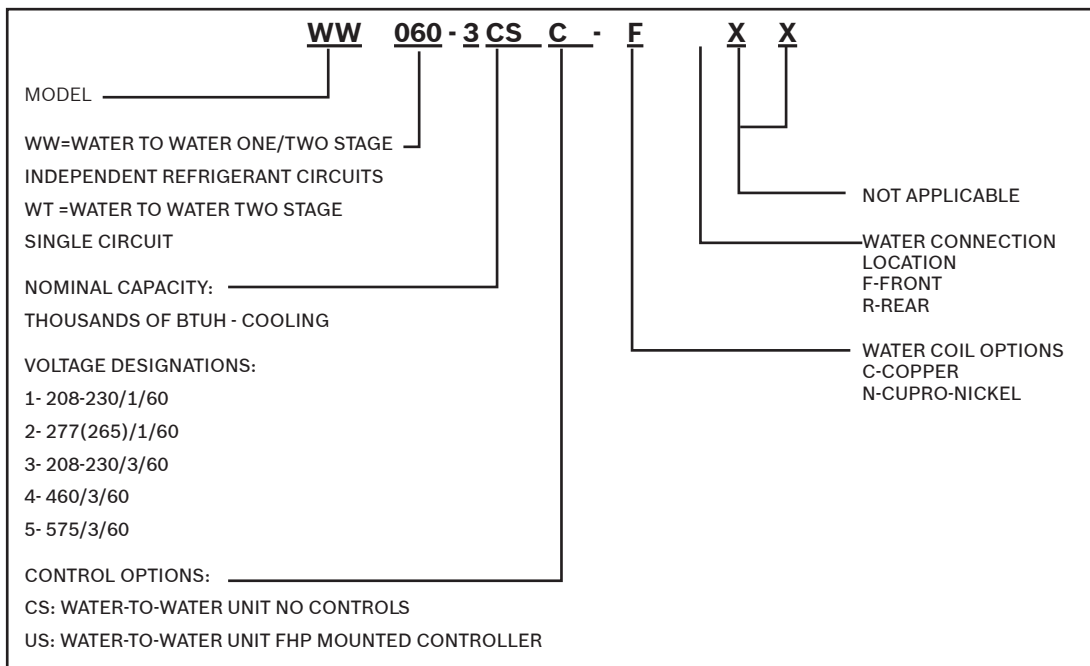 WW 060 - 3 CS C - F X X
MODEL
WW=WATER TO WATER ONE/TWO STAGE
INDEPENDENT REFRIGERANT CIRCUITS
WT =WATER TO WATER TWO STAGE
SINGLE CIRCUIT
NOMINAL CAPACITY:
THOUSANDS OF BTUH - COOLING
VOLTAGE DESIGNATIONS:
1- 208-230/1/60
2- 277(265)/1/60
3- 208-230/3/60
4- 460/3/60
5- 575/3/60
CONTROL OPTIONS:
CS: WATER-TO-WATER UNIT NO CONTROLS
US: WATER-TO-WATER UNIT FHP MOUNTED CONTROLLER
NOT APPLICABLE
WATER CONNECTION
LOCATION
F-FRONT
R-REAR
WATER COIL OPTIONS
C-COPPER
N-CUPRO-NICKEL